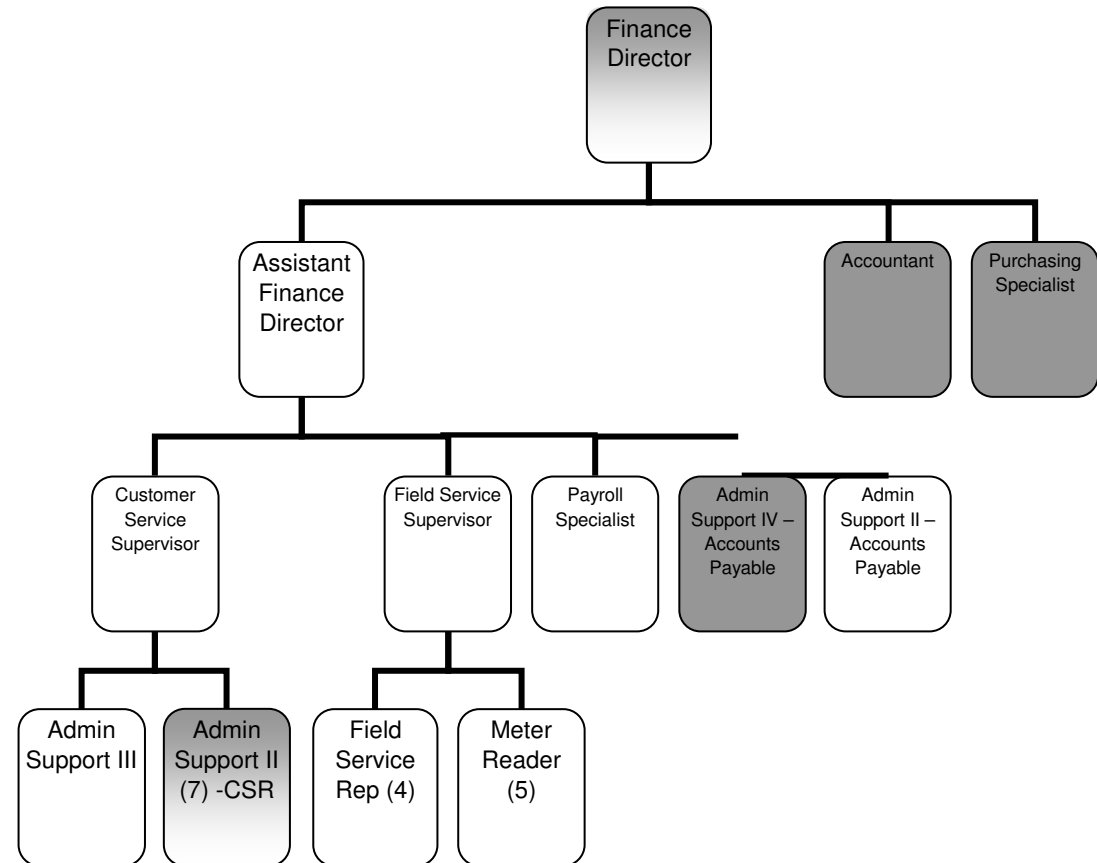 Finance
Director
Assistant
Finance
Director
Accountant
Purchasing
Specialist
Customer
Service
Supervisor
Field Service
Supervisor
Payroll
Specialist
Admin
Support IV –
Accounts
Payable
Admin
Support II –
Accounts
Payable
Admin
Support III
Admin
Support II
(7) -CSR
Field
Service
Rep (4)
Meter
Reader
(5)